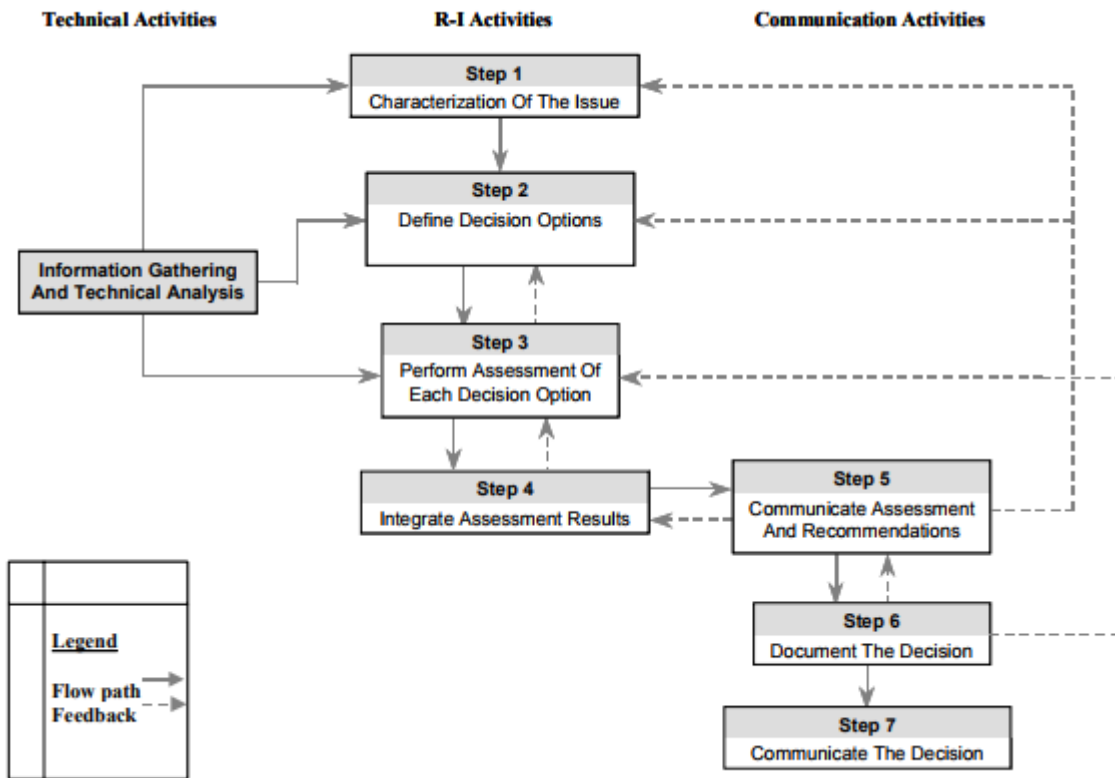 Technical Activities
R-I Activities
Communication Activities
Step 1
Characterization Of The Issue
Step 2
Define Decision Options
Information Gathering
And Technical Analysis
Step 3
Perform Assessment Of
Each Decision Option
Step 4
Integrate Assessment Results
Step 5
Communicate Assessment
And Recommendations
Step 6
Document The Decision
Step 7
Communicate The Decision
Legend
Flow path
Feedback